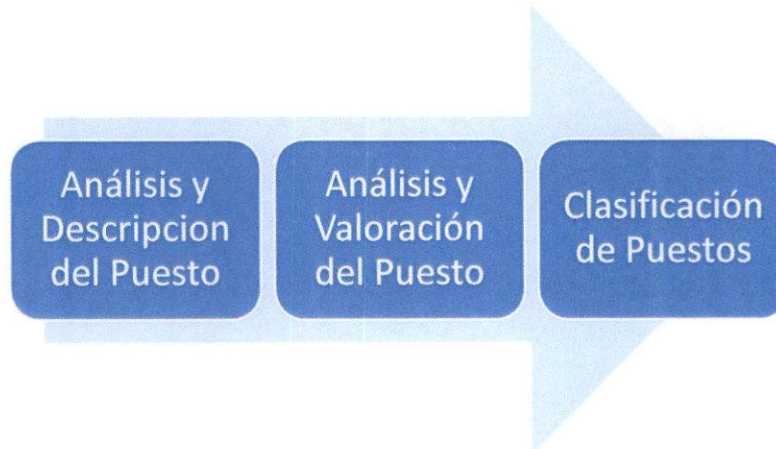 Análisis y
Descripcion
del Puesto
Análisis y
Valoración
del Puesto
Clasificación
de Puestos